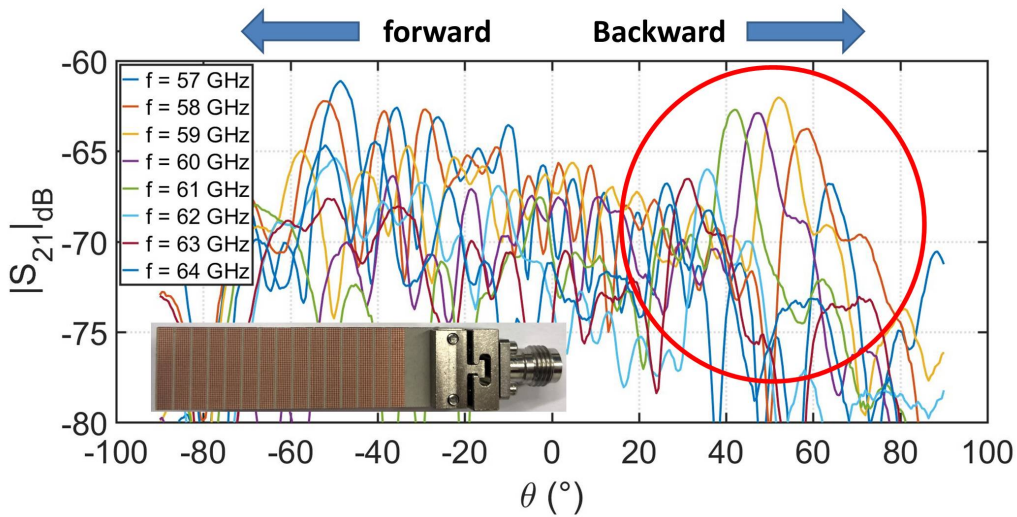 forward Backward
-60
-65
-70
-75
-80
|S21|dB
f = 57 GHz
f = 58 GHz
f = 59 GHz
f = 60 GHz
f = 61 GHz
f = 62 GHz
f = 63 GHz
f = 64 GHz
-100 -80 -60 -40 -20 0 20 40 60 80 100
θ (°)